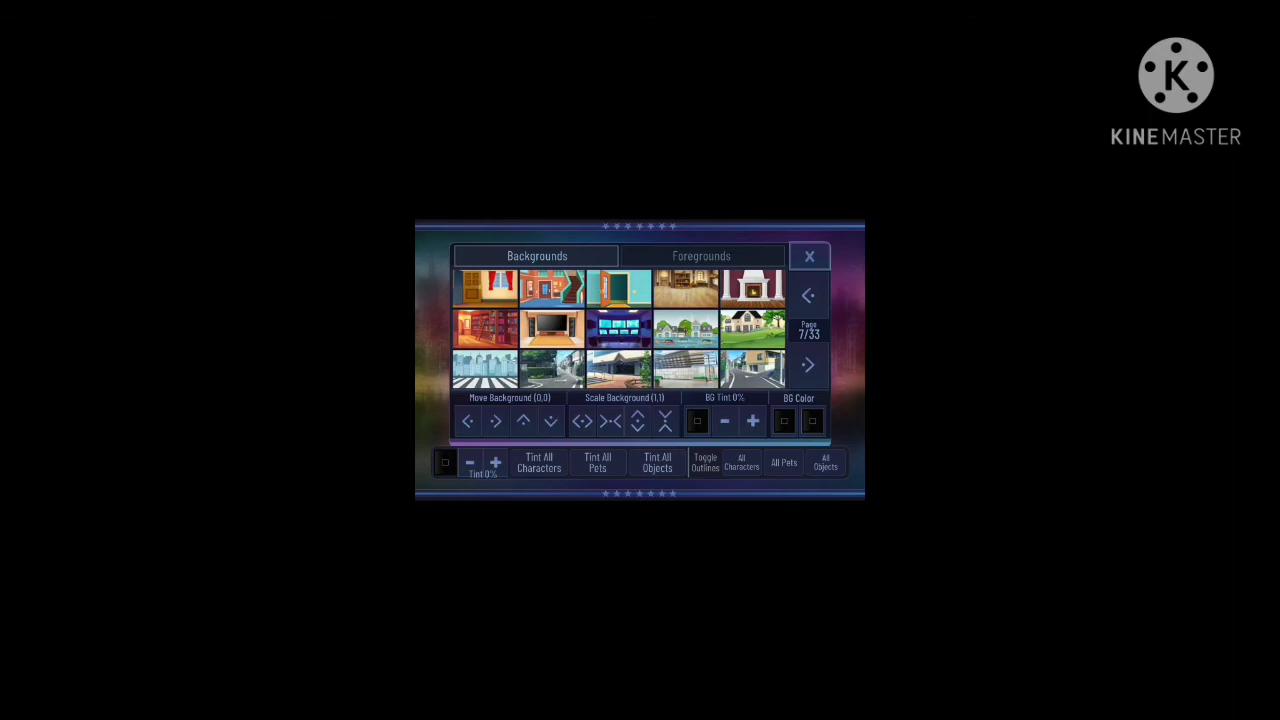 K
KINEMASTER
Backgrounds
Foregrounds
X
Page
7/33
Move Background (0,0)
Scale Background (1,1)
BG Tint 0%
BG Color
Tint 0%
Tint All
Characters
Tint All
Pets
Tint All
Objects
Toggle
Outlines
All
Characters
All Pets
All
Objects